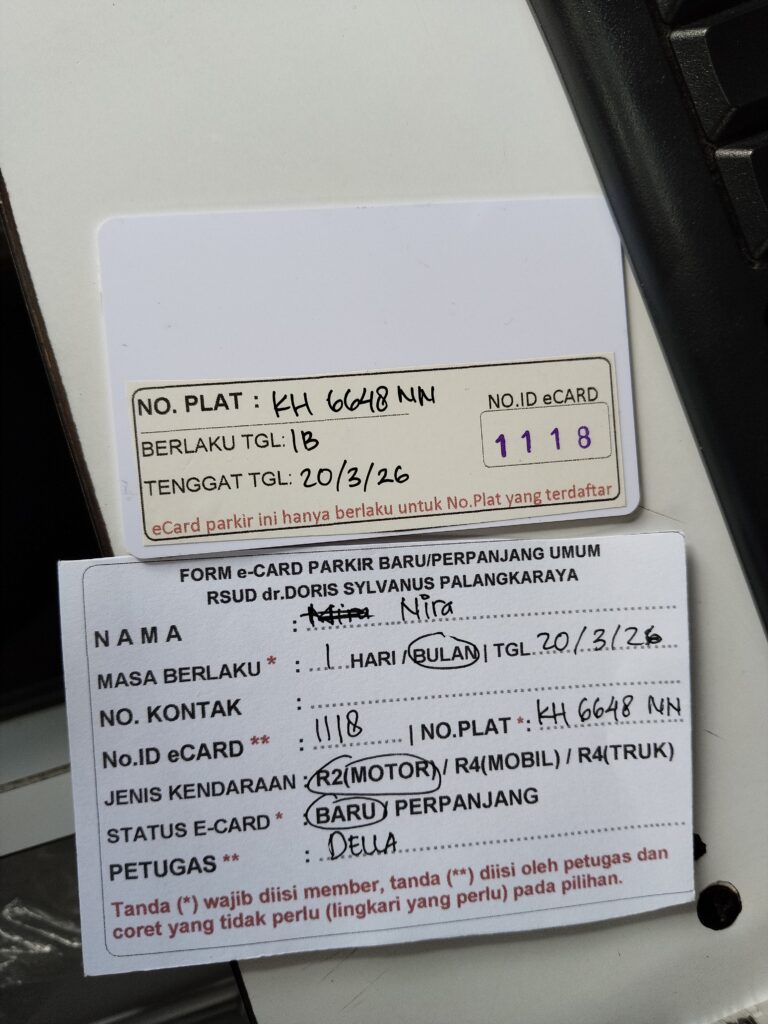 NO. PLAT : KH 6648 NN
NO.ID eCARD
1118
BERLAKU TGL: 1B
TENGGAT TGL: 20/3/26
eCard parkir ini hanya berlaku untuk No.Plat yang terdaftar
FORM e-CARD PARKIR BARU/PERPANJANG UMUM
RSUD dr.DORIS SYLVANUS PALANGKARAYA
NAMA : Nira
MASA BERLAKU * : 1 HARI / BULAN | TGL 20/3/26
NO. KONTAK :
No.ID eCARD ** : 1118 | NO.PLAT *: KH 6648 NN
JENIS KENDARAAN : R2(MOTOR) / R4(MOBIL) / R4(TRUK)
STATUS E-CARD * : BARU / PERPANJANG
PETUGAS ** : DELLA
Tanda (*) wajib diisi member, tanda (**) diisi oleh petugas dan
coret yang tidak perlu (lingkari yang perlu) pada pilihan.